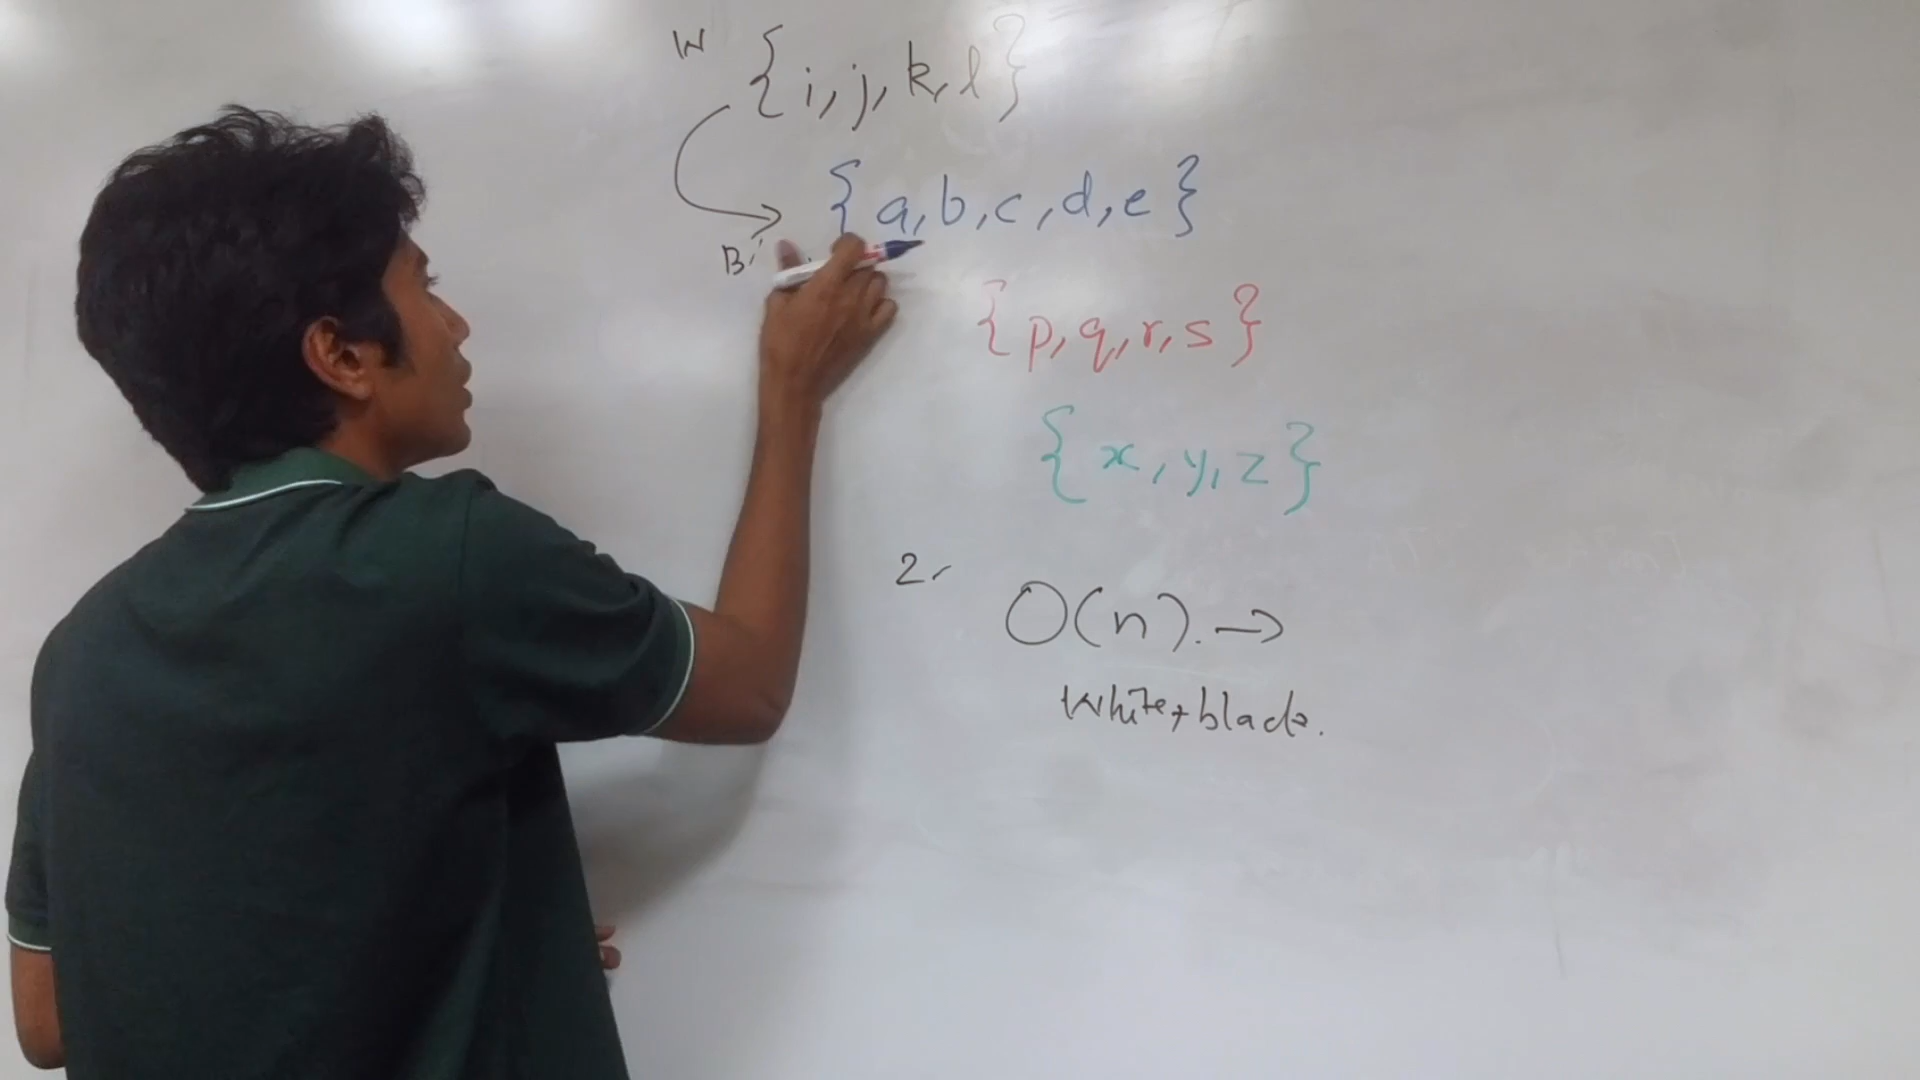 W {i, j, k, l}
{a, b, c, d, e}
B
{p, q, r, s}
{x, y, z}
2.
O(n). →
white + black.